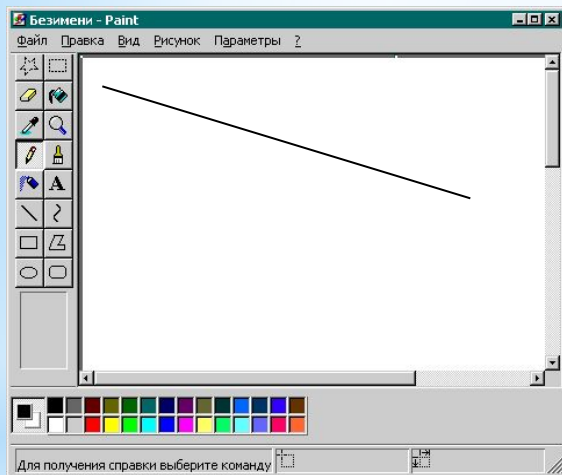 Безимени - Paint
Файл Правка Вид Рисунок Параметры ?
A
Для получения справки выберите команду